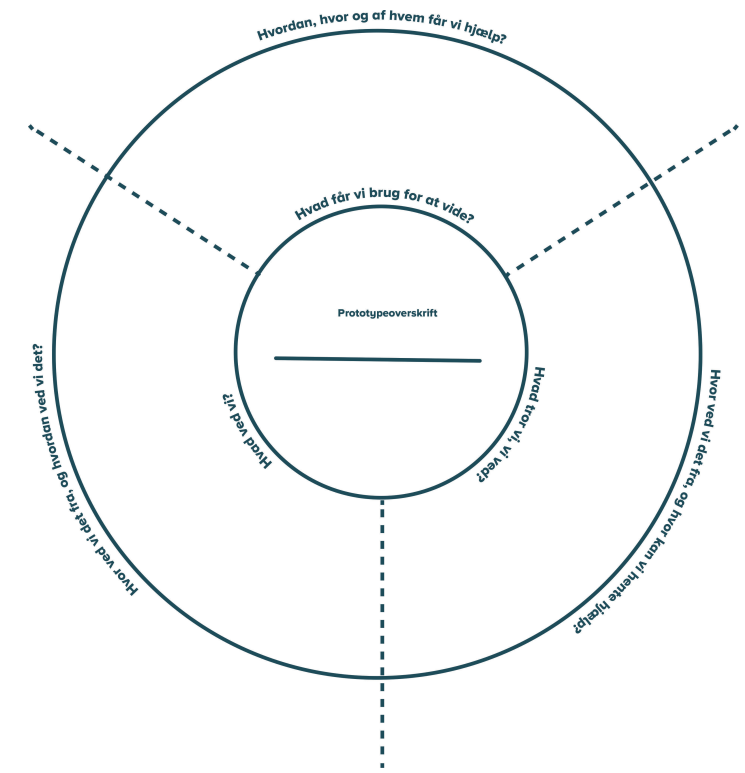 Hvordan, hvor og af hvem får vi hjælp?
Hvad får vi brug for at vide?
Prototypeoverskrift
Hvad ved vi?
Hvad tror vi, vi ved?
Hvor ved vi det fra, og hvordan ved vi det?
Hvor ved vi det fra, og hvor kan vi hente hjælp?